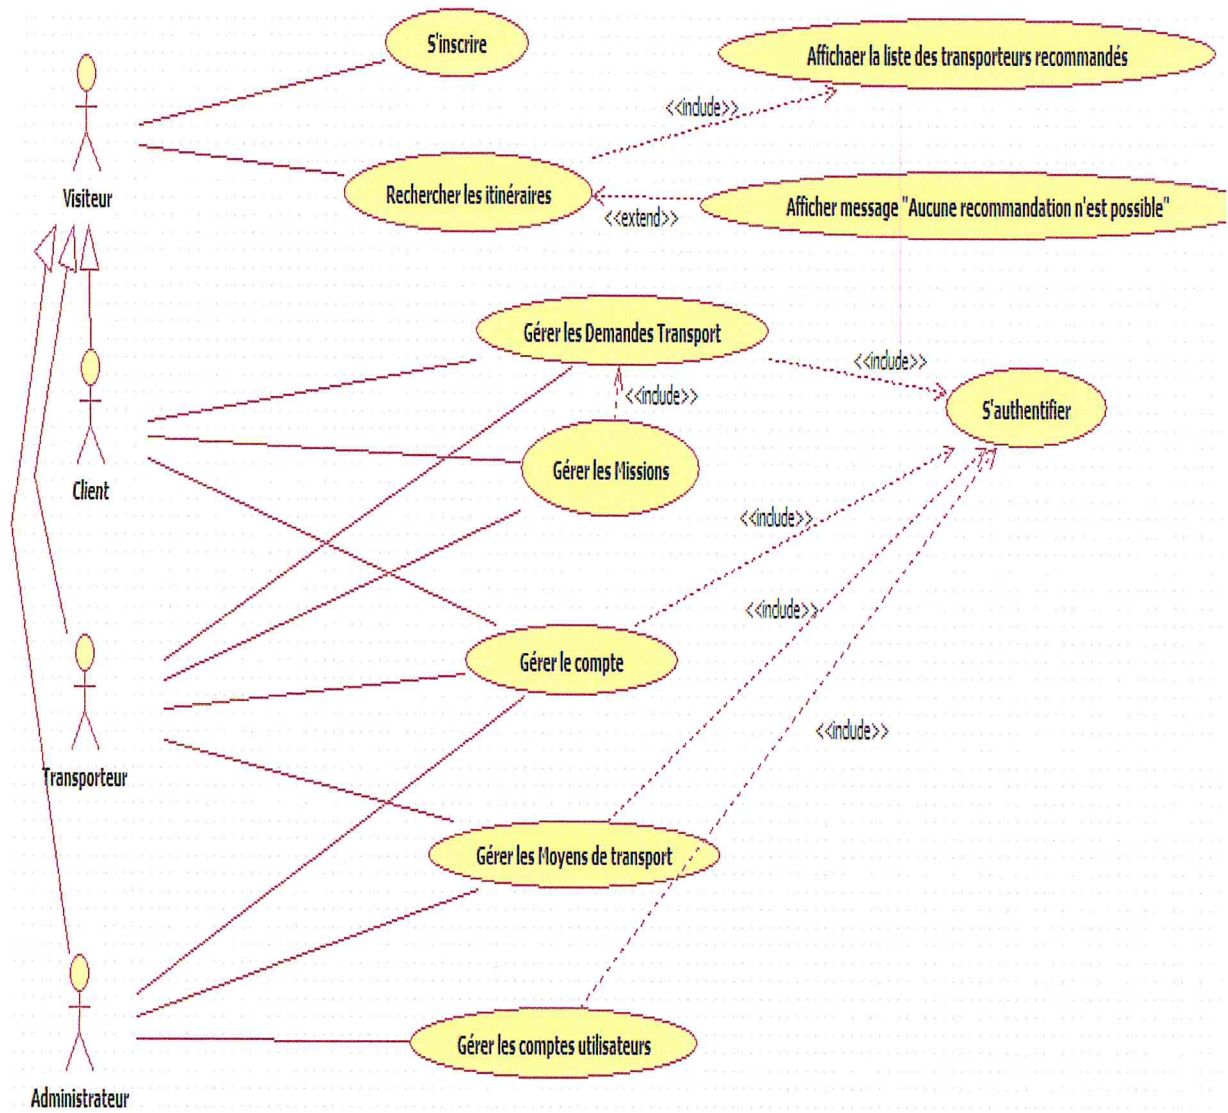 S'inscrire
Affichaer la liste des transporteurs recommandés
<<include>>
Rechercher les itinéraires
Visiteur
Afficher message "Aucune recommandation n'est possible"
<<extend>>
Gérer les Demandes Transport
<<include>>
<<include>>
S'authentifier
Gérer les Missions
Client
<<include>>
<<include>>
Gérer le compte
<<include>>
Transporteur
Gérer les Moyens de transport
Gérer les comptes utilisateurs
Administrateur